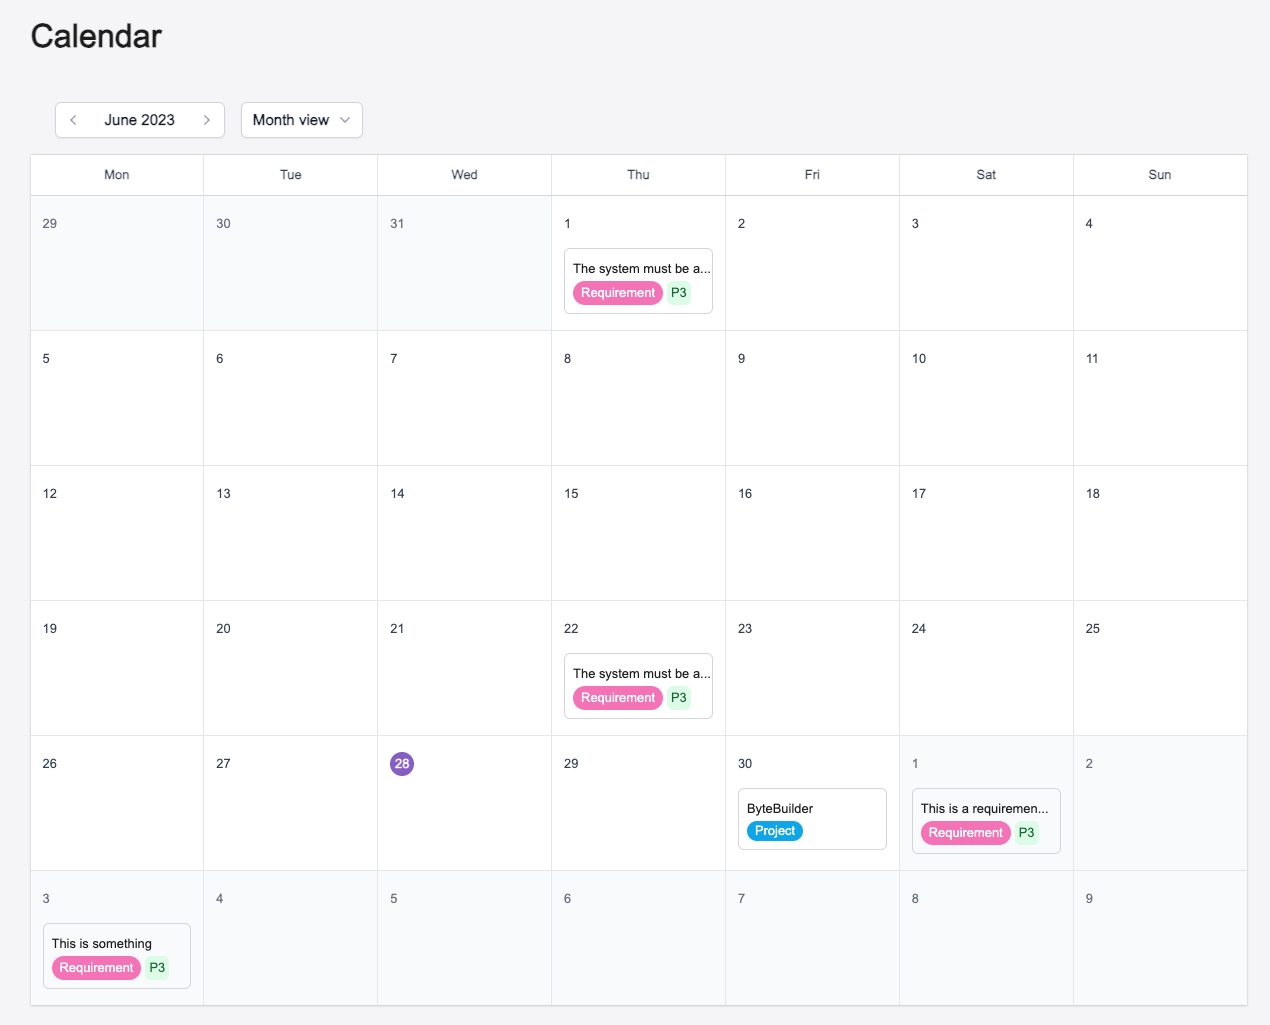 Calendar
June 2023
Month view
Mon Tue Wed Thu Fri Sat Sun
29 30 31 1 2 3 4
The system must be a...
Requirement P3
5 6 7 8 9 10 11
12 13 14 15 16 17 18
19 20 21 22 23 24 25
The system must be a...
Requirement P3
26 27 28 29 30 1 2
ByteBuilder This is a requiremen...
Project Requirement P3
3 4 5 6 7 8 9
This is something
Requirement P3